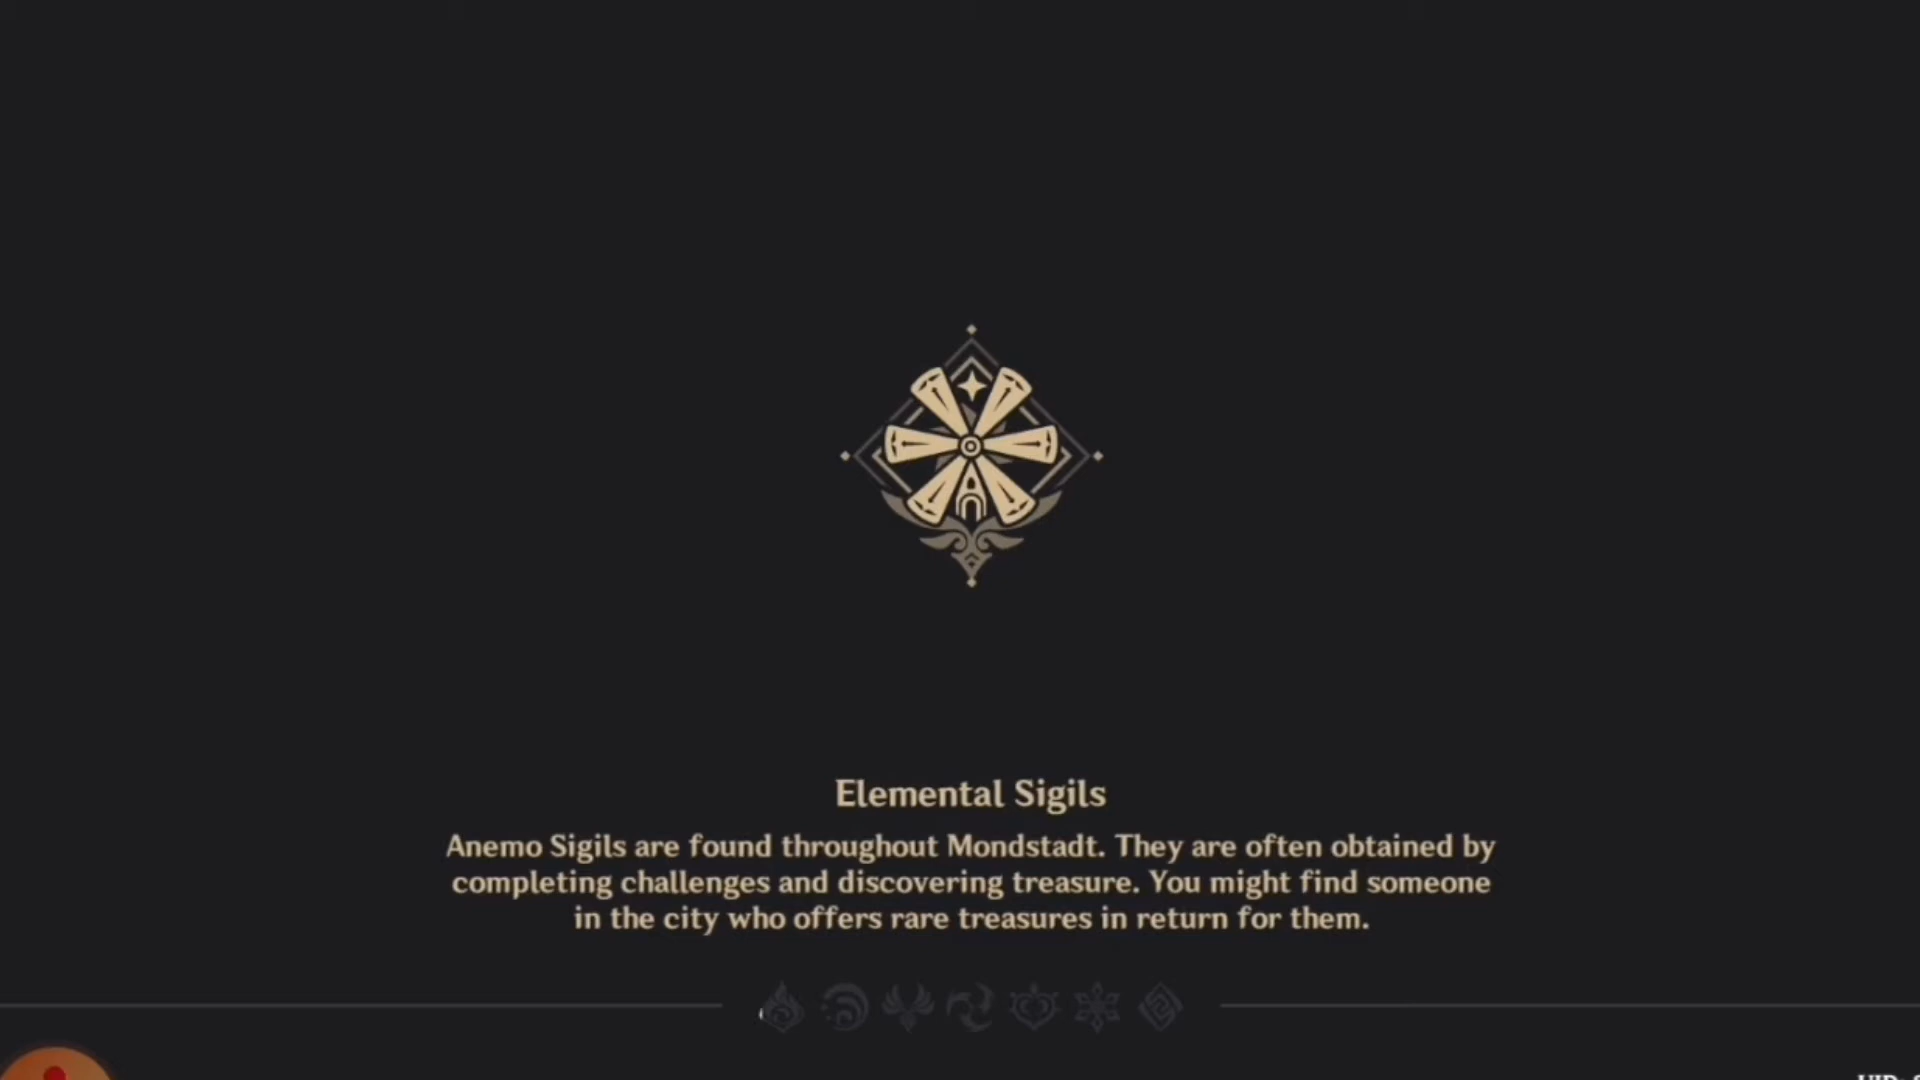 Elemental Sigils
Anemo Sigils are found throughout Mondstadt. They are often obtained by
completing challenges and discovering treasure. You might find someone
in the city who offers rare treasures in return for them.